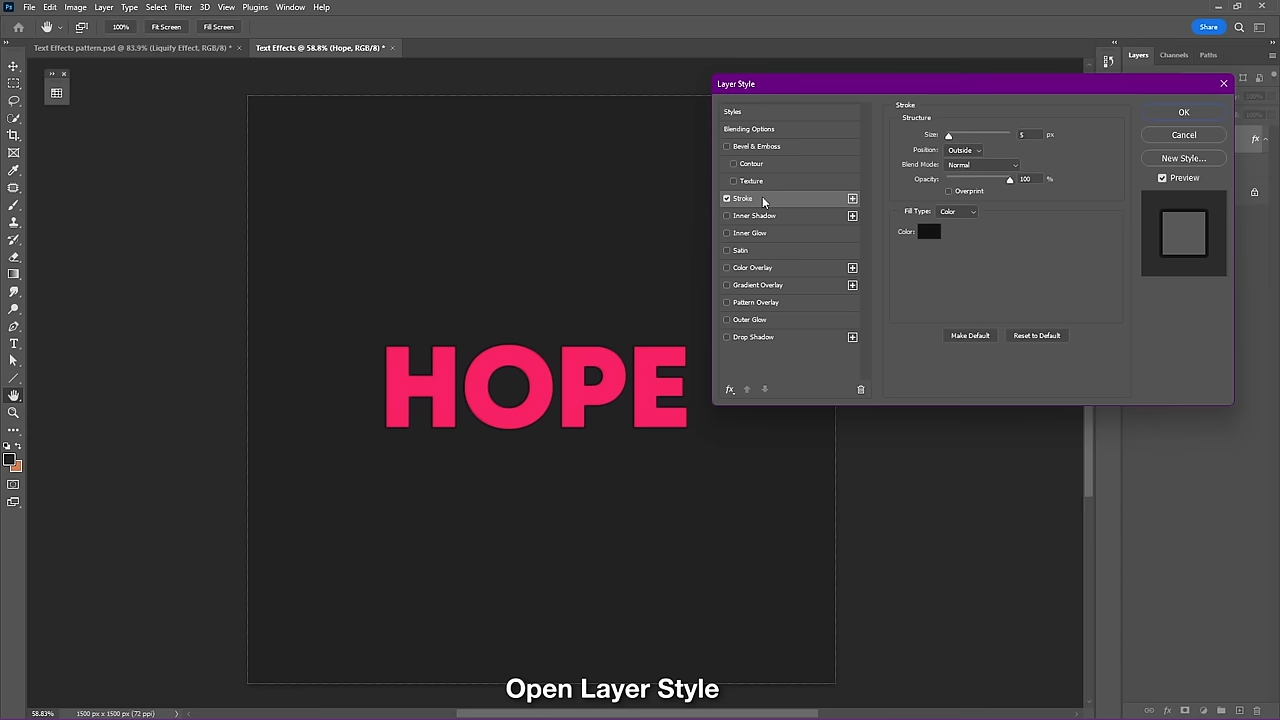 Ps File Edit Image Layer Type Select Filter 3D View Plugins Window Help
100% Fit Screen Fill Screen Share
Text Effects pattern.psd @ 83.9% (Liquify Effect, RGB/8) * × Text Effects @ 58.8% (Hope, RGB/8) * ×
Layers Channels Paths
Layer Style
Styles
Blending Options
Bevel & Emboss
Contour
Texture
Stroke
Inner Shadow
Inner Glow
Satin
Color Overlay
Gradient Overlay
Pattern Overlay
Outer Glow
Drop Shadow
fx
Stroke
Structure
Size: 5 px
Position: Outside
Blend Mode: Normal
Opacity: 100 %
Overprint
Fill Type: Color
Color:
Make Default Reset to Default
OK
Cancel
New Style...
Preview
fx
HOPE
Open Layer Style
58.83% 1500 px x 1500 px (72 ppi)
fx